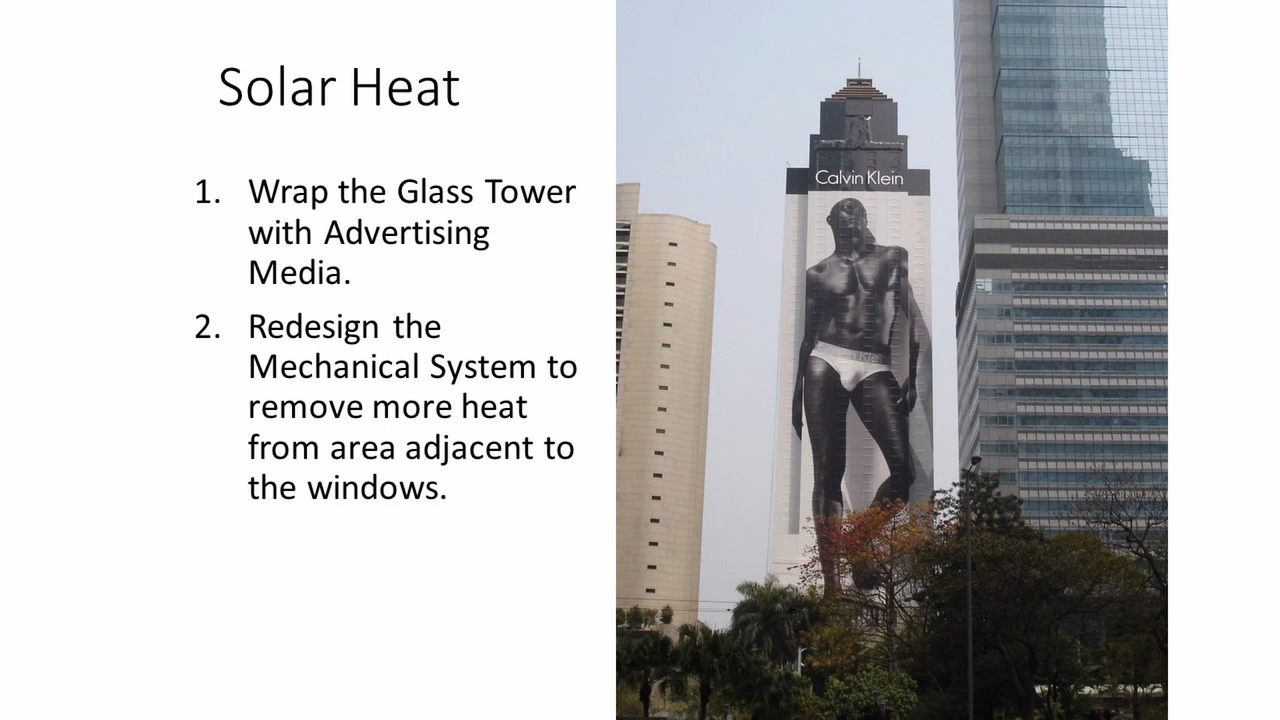 Solar Heat
1. Wrap the Glass Tower
with Advertising
Media.
2. Redesign the
Mechanical System to
remove more heat
from area adjacent to
the windows.
Calvin Klein